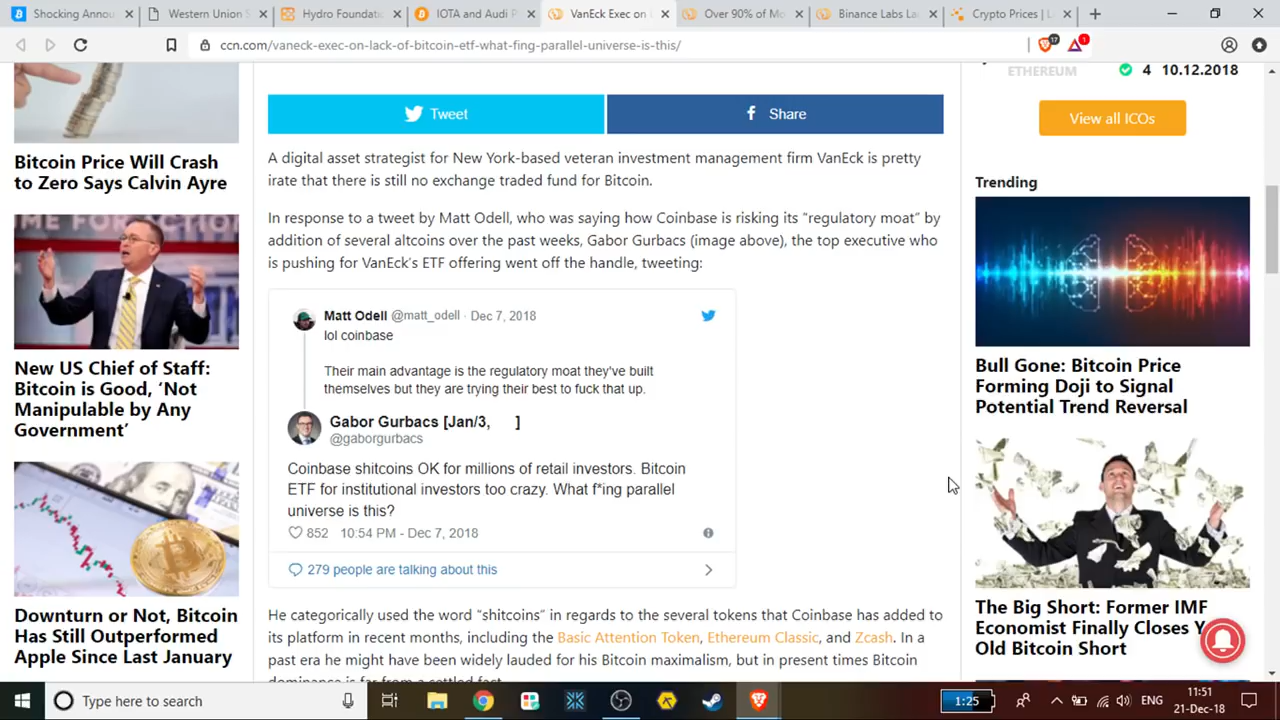 Shocking Annou
Western Union S
Hydro Foundatio
IOTA and Audi P
VanEck Exec on L
Over 90% of Mo
Binance Labs La
Crypto Prices | L
ccn.com/vaneck-exec-on-lack-of-bitcoin-etf-what-fing-parallel-universe-is-this/
17
1
Bitcoin Price Will Crash
to Zero Says Calvin Ayre
New US Chief of Staff:
Bitcoin is Good, ‘Not
Manipulable by Any
Government’
Downturn or Not, Bitcoin
Has Still Outperformed
Apple Since Last January
Tweet
Share
A digital asset strategist for New York-based veteran investment management firm VanEck is pretty
irate that there is still no exchange traded fund for Bitcoin.
In response to a tweet by Matt Odell, who was saying how Coinbase is risking its “regulatory moat” by
addition of several altcoins over the past weeks, Gabor Gurbacs (image above), the top executive who
is pushing for VanEck’s ETF offering went off the handle, tweeting:
Matt Odell @matt_odell · Dec 7, 2018
lol coinbase
Their main advantage is the regulatory moat they've built
themselves but they are trying their best to fuck that up.
Gabor Gurbacs [Jan/3, ]
@gaborgurbacs
Coinbase shitcoins OK for millions of retail investors. Bitcoin
ETF for institutional investors too crazy. What f*ing parallel
universe is this?
852 10:54 PM - Dec 7, 2018
279 people are talking about this
He categorically used the word “shitcoins” in regards to the several tokens that Coinbase has added to
its platform in recent months, including the Basic Attention Token, Ethereum Classic, and Zcash. In a
past era he might have been widely lauded for his Bitcoin maximalism, but in present times Bitcoin
dominance is far from a settled fact.
ETHEREUM 4 10.12.2018
View all ICOs
Trending
Bull Gone: Bitcoin Price
Forming Doji to Signal
Potential Trend Reversal
The Big Short: Former IMF
Economist Finally Closes Y
Old Bitcoin Short
Type here to search
1:25
ENG
11:51
21-Dec-18